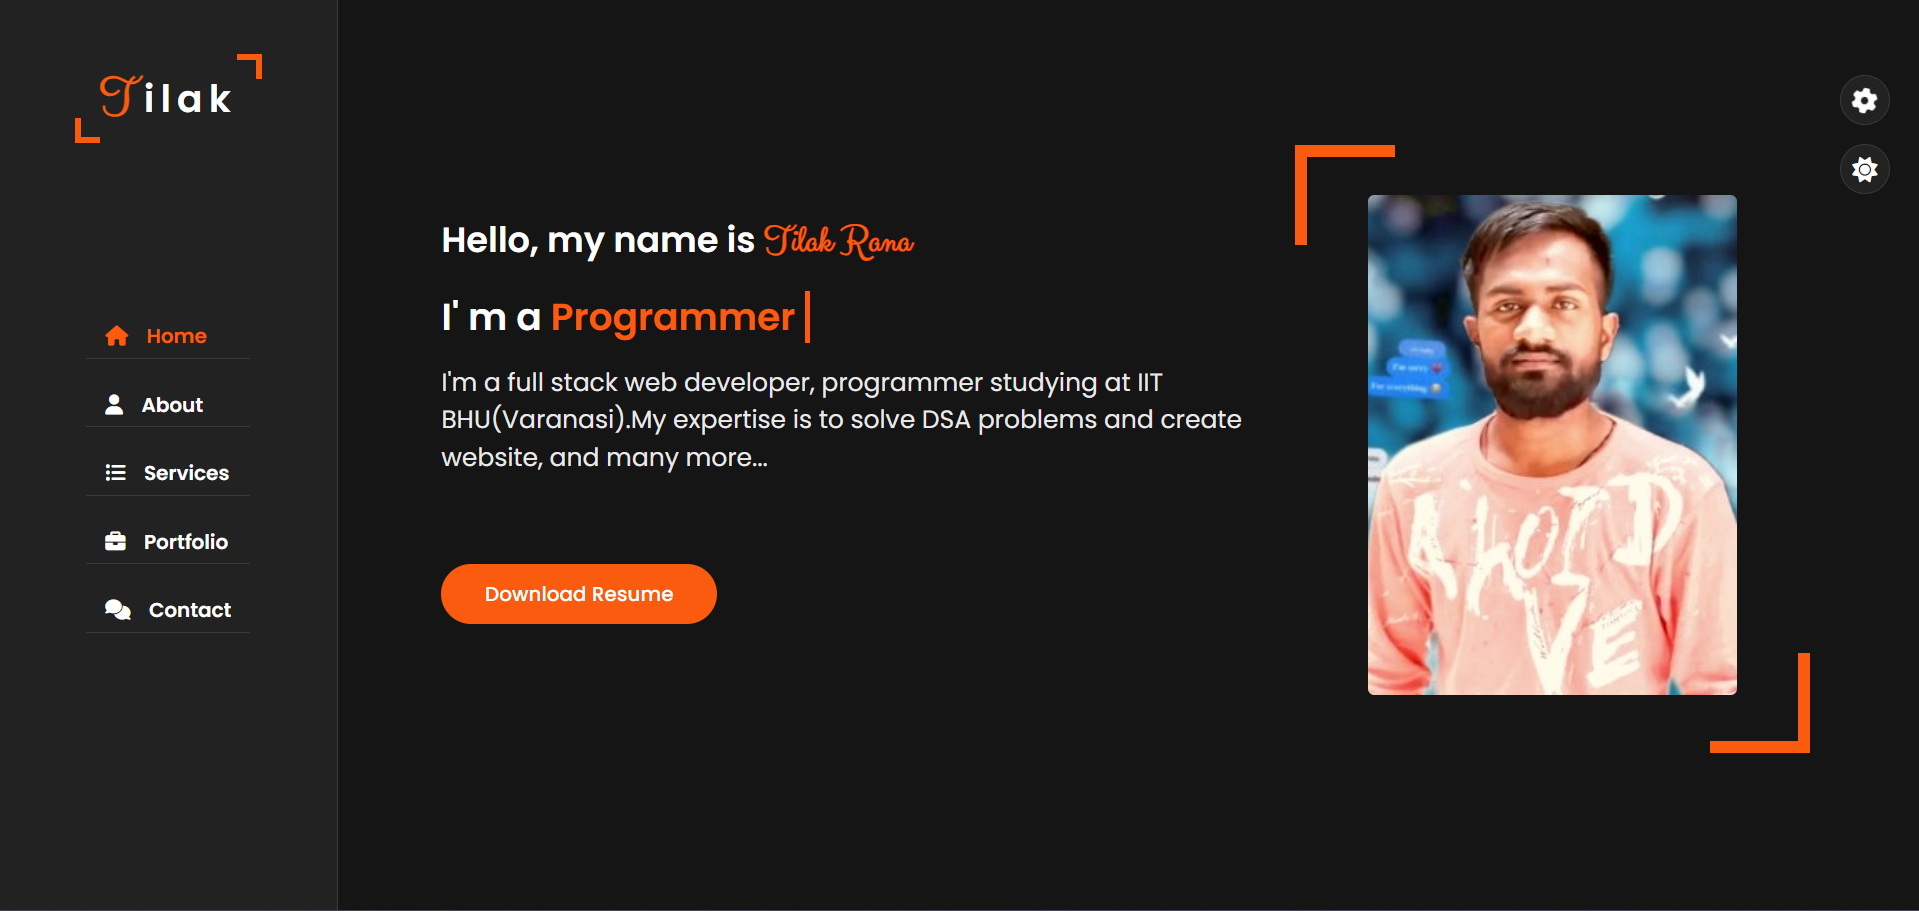 Tilak
Home
About
Services
Portfolio
Contact
Hello, my name is Tilak Rana
I' m a Programmer
I'm a full stack web developer, programmer studying at IIT
BHU(Varanasi).My expertise is to solve DSA problems and create
website, and many more...
Download Resume
I'm sorry